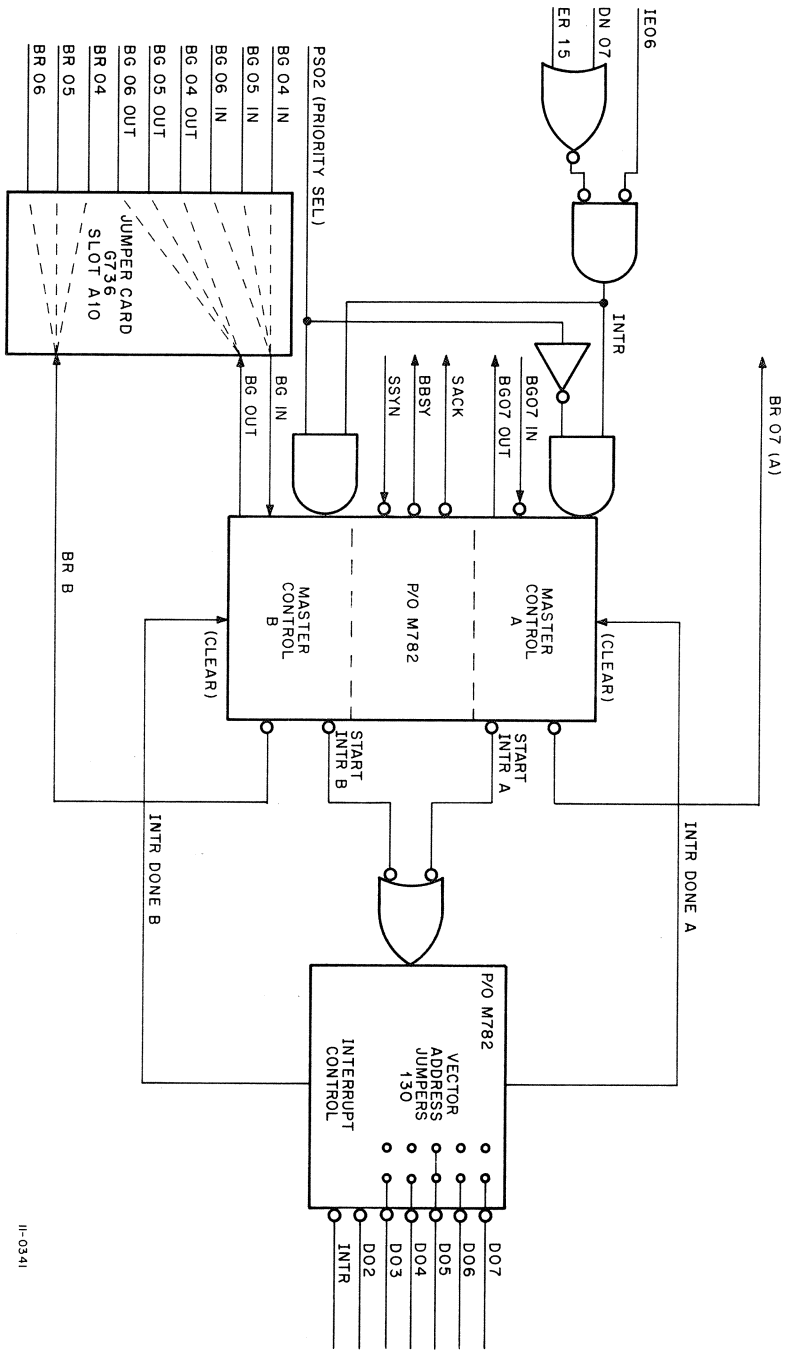 IE06
DN 07
ER 15
INTR
BR 07 (A)
PS02 (PRIORITY SEL)
BG 04 IN
BG 05 IN
BG 06 IN
BG 04 OUT
BG 05 OUT
BG 06 OUT
BR 04
BR 05
BR 06
JUMPER CARD
G736
SLOT A10
BG IN
BG OUT
BR B
BG07 IN
BG07 OUT
SACK
BBSY
SSYN
MASTER
CONTROL
A
P/O M782
MASTER
CONTROL
B
(CLEAR)
(CLEAR)
START
INTR A
START
INTR B
INTR DONE A
INTR DONE B
P/O M782
VECTOR
ADDRESS
JUMPERS
130
INTERRUPT
CONTROL
D07
D06
D05
D04
D03
D02
INTR
11-0341